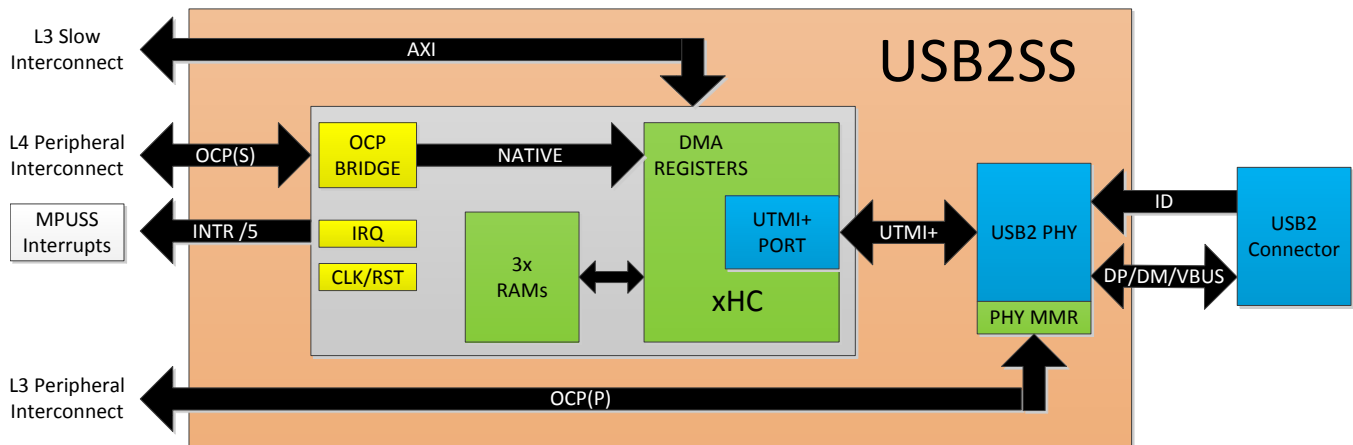 L3 Slow
Interconnect
AXI
USB2SS
L4 Peripheral
Interconnect
OCP(S)
OCP
BRIDGE
NATIVE
DMA
REGISTERS
MPUSS
Interrupts
INTR /5
IRQ
CLK/RST
3x
RAMs
UTMI+
PORT
xHC
UTMI+
USB2 PHY
PHY MMR
ID
DP/DM/VBUS
USB2
Connector
L3 Peripheral
Interconnect
OCP(P)